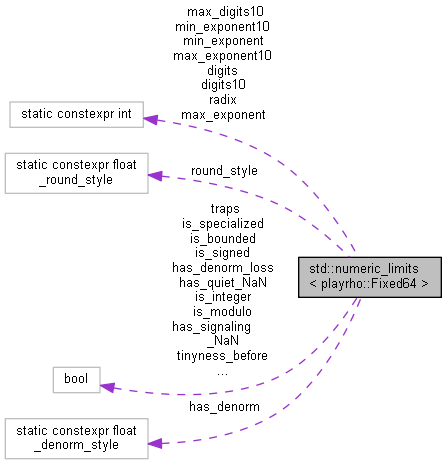 max_digits10
min_exponent10
min_exponent
max_exponent10
digits
digits10
radix
max_exponent
static constexpr int
static constexpr float
_round_style
round_style
traps
is_specialized
is_bounded
is_signed
has_denorm_loss
has_quiet_NaN
is_integer
is_modulo
has_signaling
_NaN
tinyness_before
...
std::numeric_limits
< playrho::Fixed64 >
bool
has_denorm
static constexpr float
_denorm_style